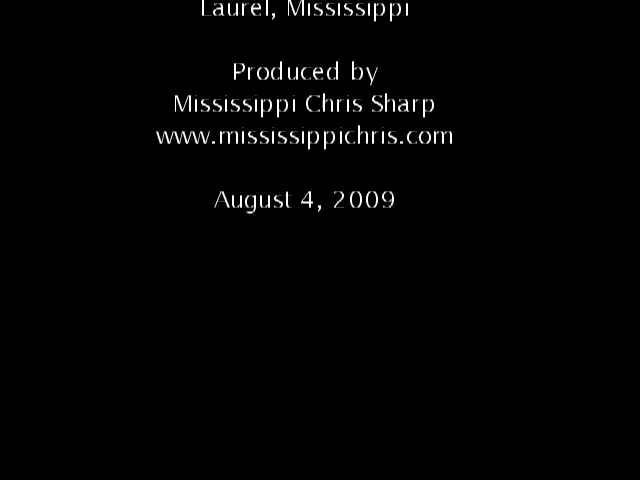 Laurel, Mississippi
Produced by
Mississippi Chris Sharp
www.mississippichris.com
August 4, 2009